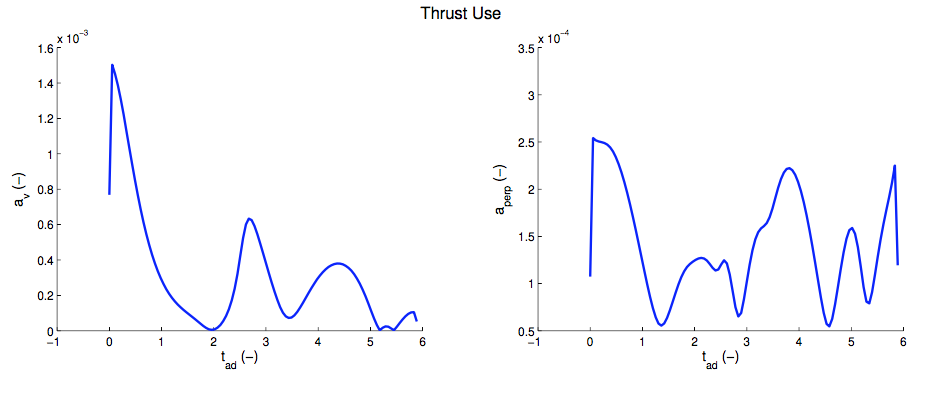 Thrust Use
x 10⁻³
1.6
1.4
1.2
1
0.8
0.6
0.4
0.2
0
−1 0 1 2 3 4 5 6
a_v (−)
t_ad (−)
x 10⁻⁴
3.5
3
2.5
2
1.5
1
0.5
−1 0 1 2 3 4 5 6
a_perp (−)
t_ad (−)